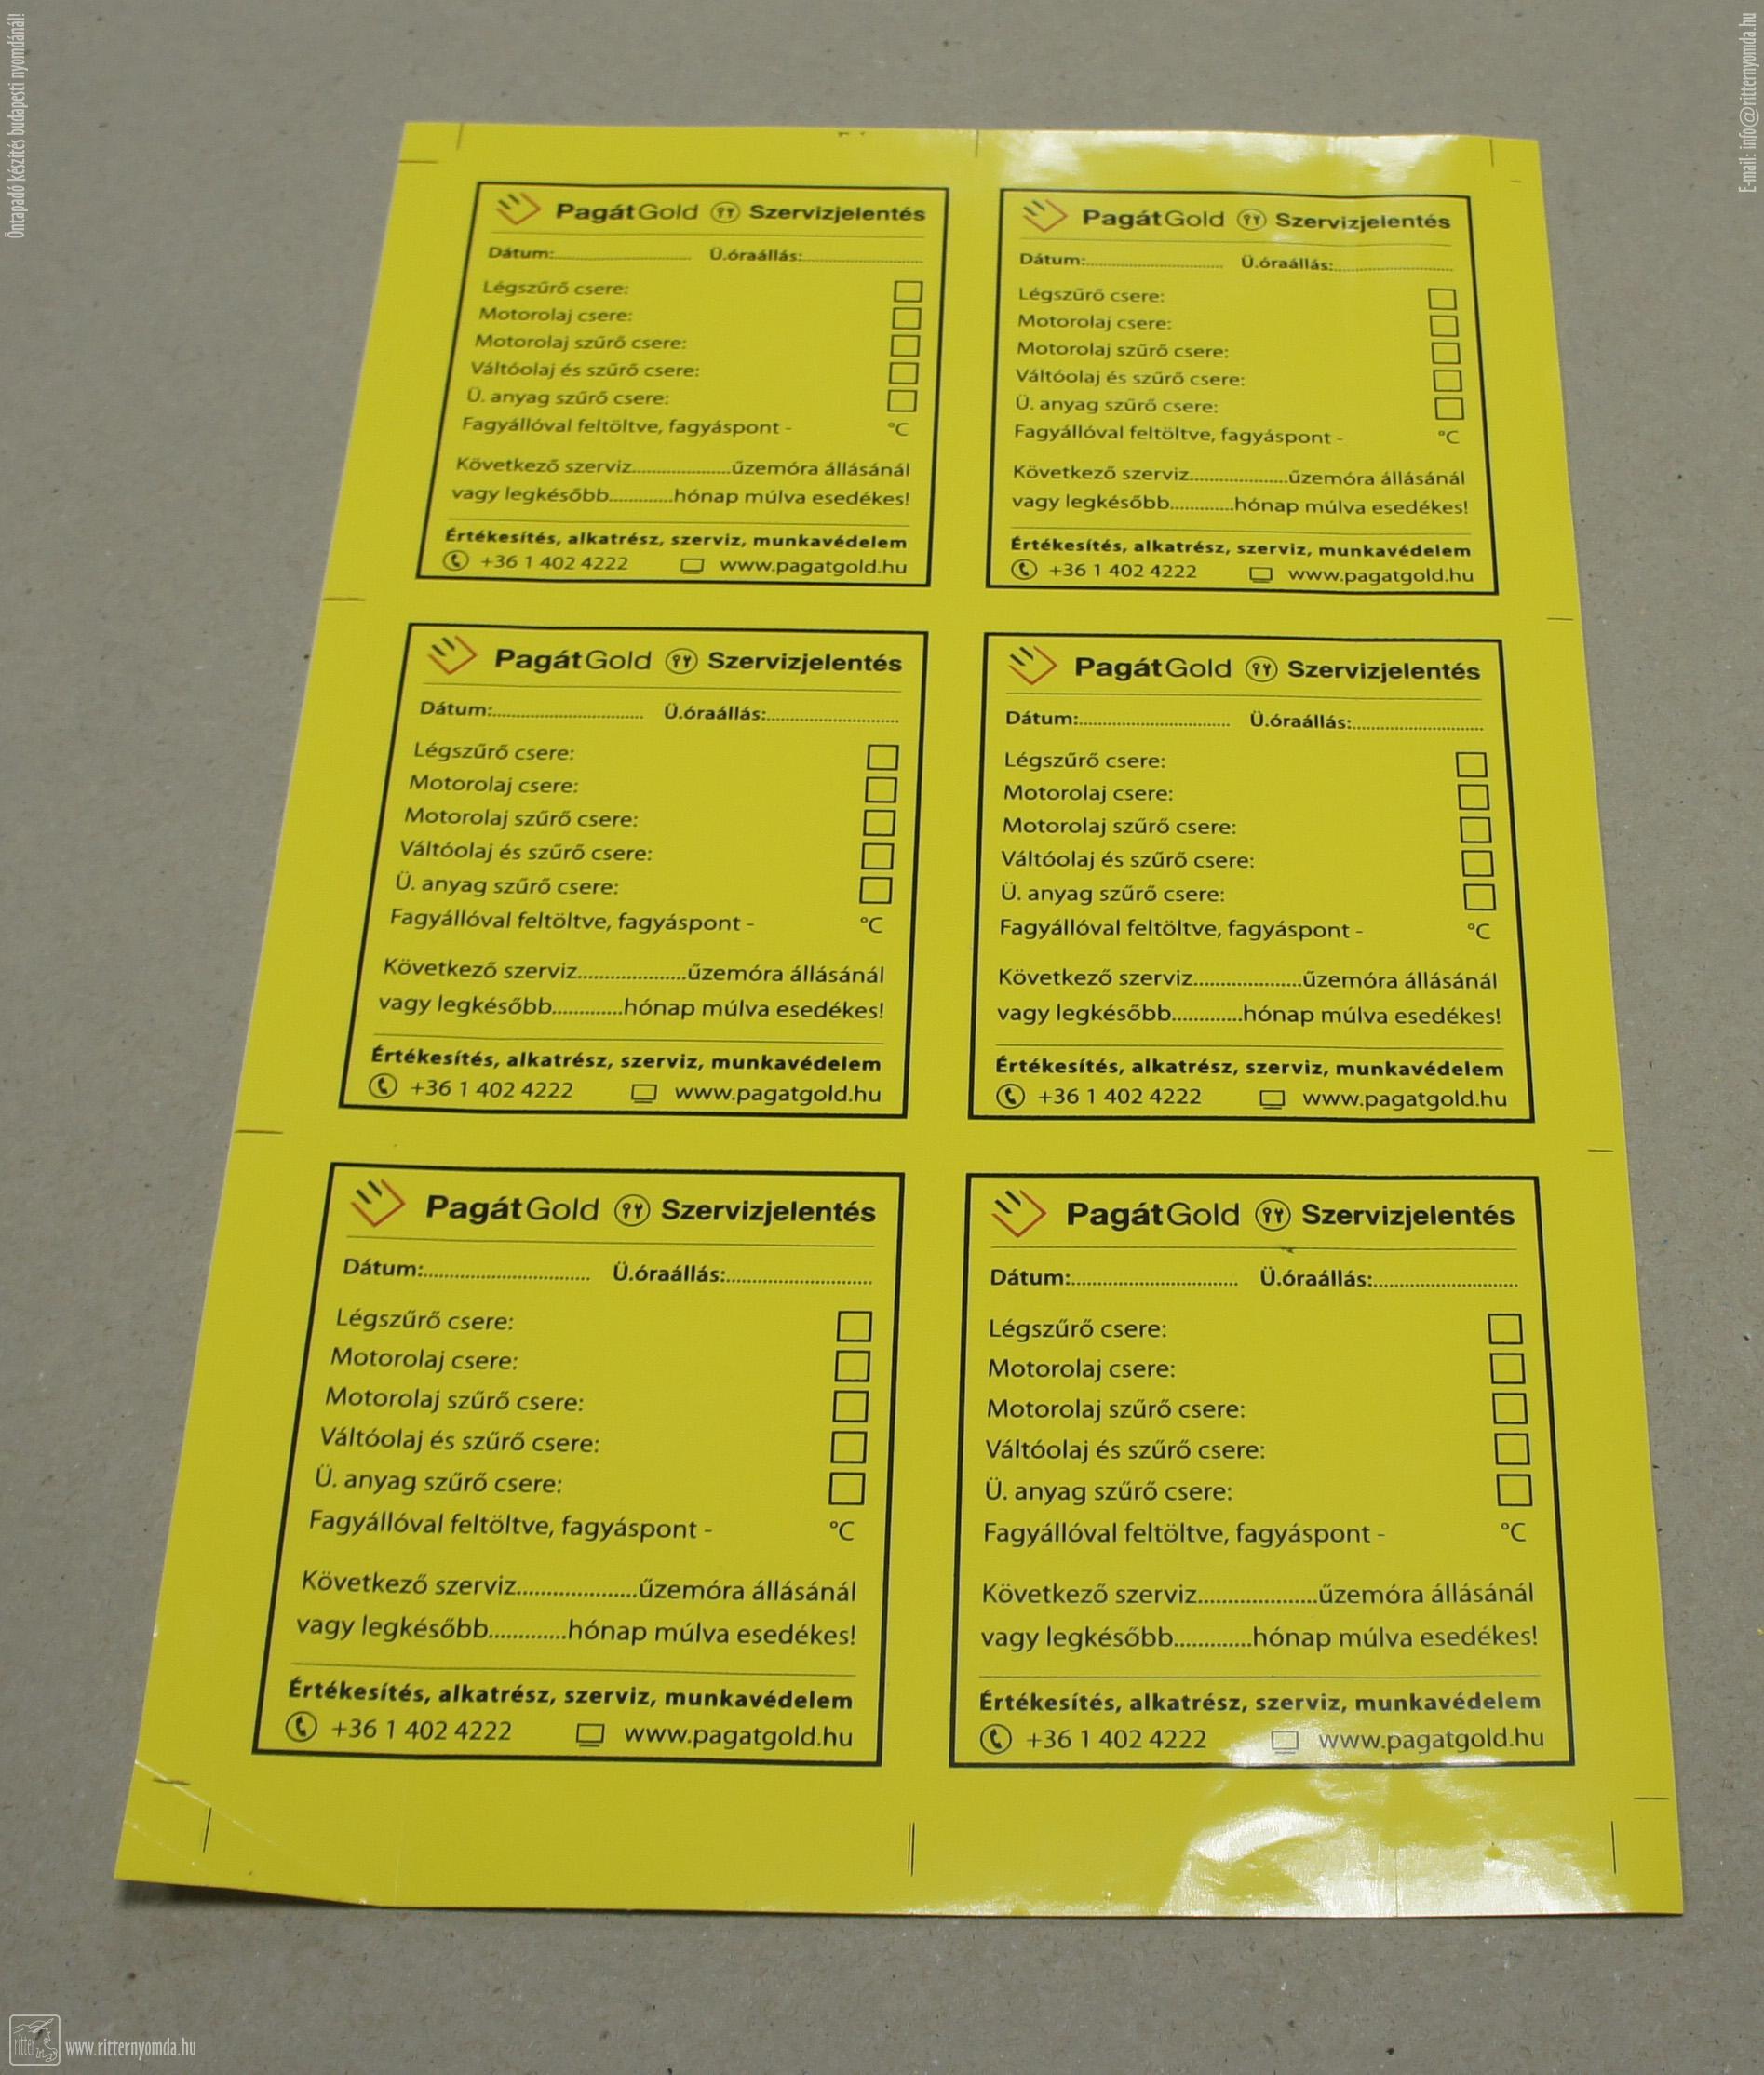 Öntapadó készítés budapesti nyomdánál!
E-mail: info@ritternyomda.hu
PagátGold Szervizjelentés
Dátum:.............................. Ü.óraállás:..............................
Légszűrő csere:
Motorolaj csere:
Motorolaj szűrő csere:
Váltóolaj és szűrő csere:
Ü. anyag szűrő csere:
Fagyállóval feltöltve, fagyáspont - °C
Következő szerviz....................űzemóra állásánál
vagy legkésőbb.............hónap múlva esedékes!
Értékesítés, alkatrész, szerviz, munkavédelem
+36 1 402 4222 www.pagatgold.hu
PagátGold Szervizjelentés
Dátum:.............................. Ü.óraállás:..............................
Légszűrő csere:
Motorolaj csere:
Motorolaj szűrő csere:
Váltóolaj és szűrő csere:
Ü. anyag szűrő csere:
Fagyállóval feltöltve, fagyáspont - °C
Következő szerviz....................űzemóra állásánál
vagy legkésőbb.............hónap múlva esedékes!
Értékesítés, alkatrész, szerviz, munkavédelem
+36 1 402 4222 www.pagatgold.hu
PagátGold Szervizjelentés
Dátum:.............................. Ü.óraállás:..............................
Légszűrő csere:
Motorolaj csere:
Motorolaj szűrő csere:
Váltóolaj és szűrő csere:
Ü. anyag szűrő csere:
Fagyállóval feltöltve, fagyáspont - °C
Következő szerviz....................űzemóra állásánál
vagy legkésőbb.............hónap múlva esedékes!
Értékesítés, alkatrész, szerviz, munkavédelem
+36 1 402 4222 www.pagatgold.hu
PagátGold Szervizjelentés
Dátum:.............................. Ü.óraállás:..............................
Légszűrő csere:
Motorolaj csere:
Motorolaj szűrő csere:
Váltóolaj és szűrő csere:
Ü. anyag szűrő csere:
Fagyállóval feltöltve, fagyáspont - °C
Következő szerviz....................űzemóra állásánál
vagy legkésőbb.............hónap múlva esedékes!
Értékesítés, alkatrész, szerviz, munkavédelem
+36 1 402 4222 www.pagatgold.hu
PagátGold Szervizjelentés
Dátum:.............................. Ü.óraállás:..............................
Légszűrő csere:
Motorolaj csere:
Motorolaj szűrő csere:
Váltóolaj és szűrő csere:
Ü. anyag szűrő csere:
Fagyállóval feltöltve, fagyáspont - °C
Következő szerviz....................űzemóra állásánál
vagy legkésőbb.............hónap múlva esedékes!
Értékesítés, alkatrész, szerviz, munkavédelem
+36 1 402 4222 www.pagatgold.hu
PagátGold Szervizjelentés
Dátum:.............................. Ü.óraállás:..............................
Légszűrő csere:
Motorolaj csere:
Motorolaj szűrő csere:
Váltóolaj és szűrő csere:
Ü. anyag szűrő csere:
Fagyállóval feltöltve, fagyáspont - °C
Következő szerviz....................űzemóra állásánál
vagy legkésőbb.............hónap múlva esedékes!
Értékesítés, alkatrész, szerviz, munkavédelem
+36 1 402 4222 www.pagatgold.hu
ritter www.ritternyomda.hu